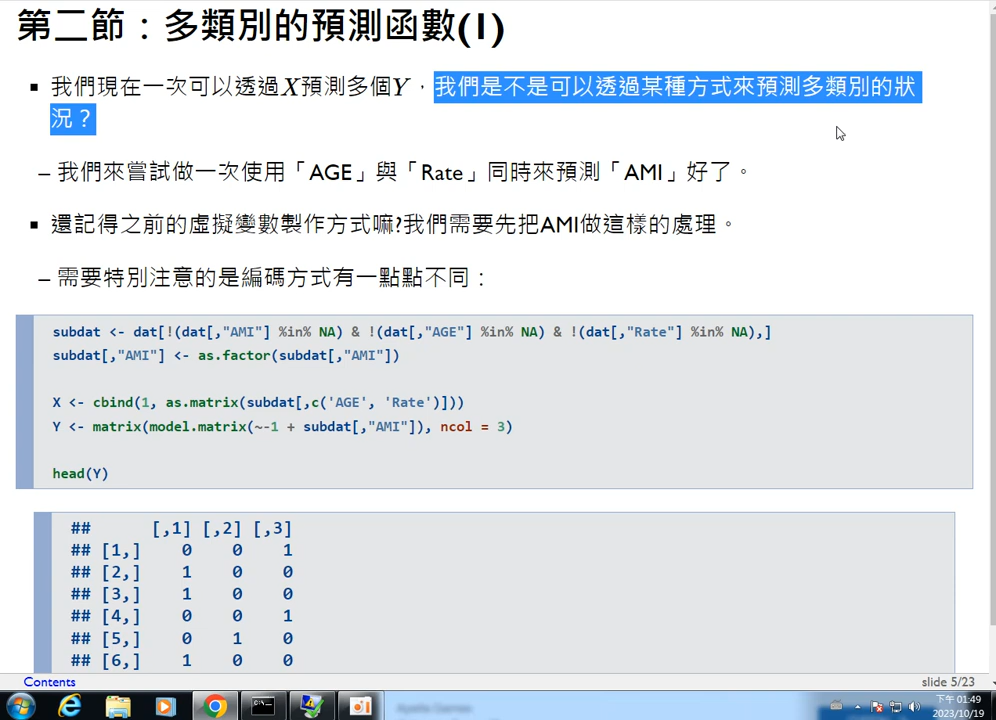 第二節：多類別的預測函數(1)
▪ 我們現在一次可以透過X預測多個Y，我們是不是可以透過某種方式來預測多類別的狀
況？
– 我們來嘗試做一次使用「AGE」與「Rate」同時來預測「AMI」好了。
▪ 還記得之前的虛擬變數製作方式嘛?我們需要先把AMI做這樣的處理。
– 需要特別注意的是編碼方式有一點點不同：
subdat <- dat[!(dat[,"AMI"] %in% NA) & !(dat[,"AGE"] %in% NA) & !(dat[,"Rate"] %in% NA),]
subdat[,"AMI"] <- as.factor(subdat[,"AMI"])
X <- cbind(1, as.matrix(subdat[,c('AGE', 'Rate')]))
Y <- matrix(model.matrix(~-1 + subdat[,"AMI"]), ncol = 3)
head(Y)
##      [,1] [,2] [,3]
## [1,]    0    0    1
## [2,]    1    0    0
## [3,]    1    0    0
## [4,]    0    0    1
## [5,]    0    1    0
## [6,]    1    0    0
Contents
slide 5/23
下午 01:49
2023/10/19